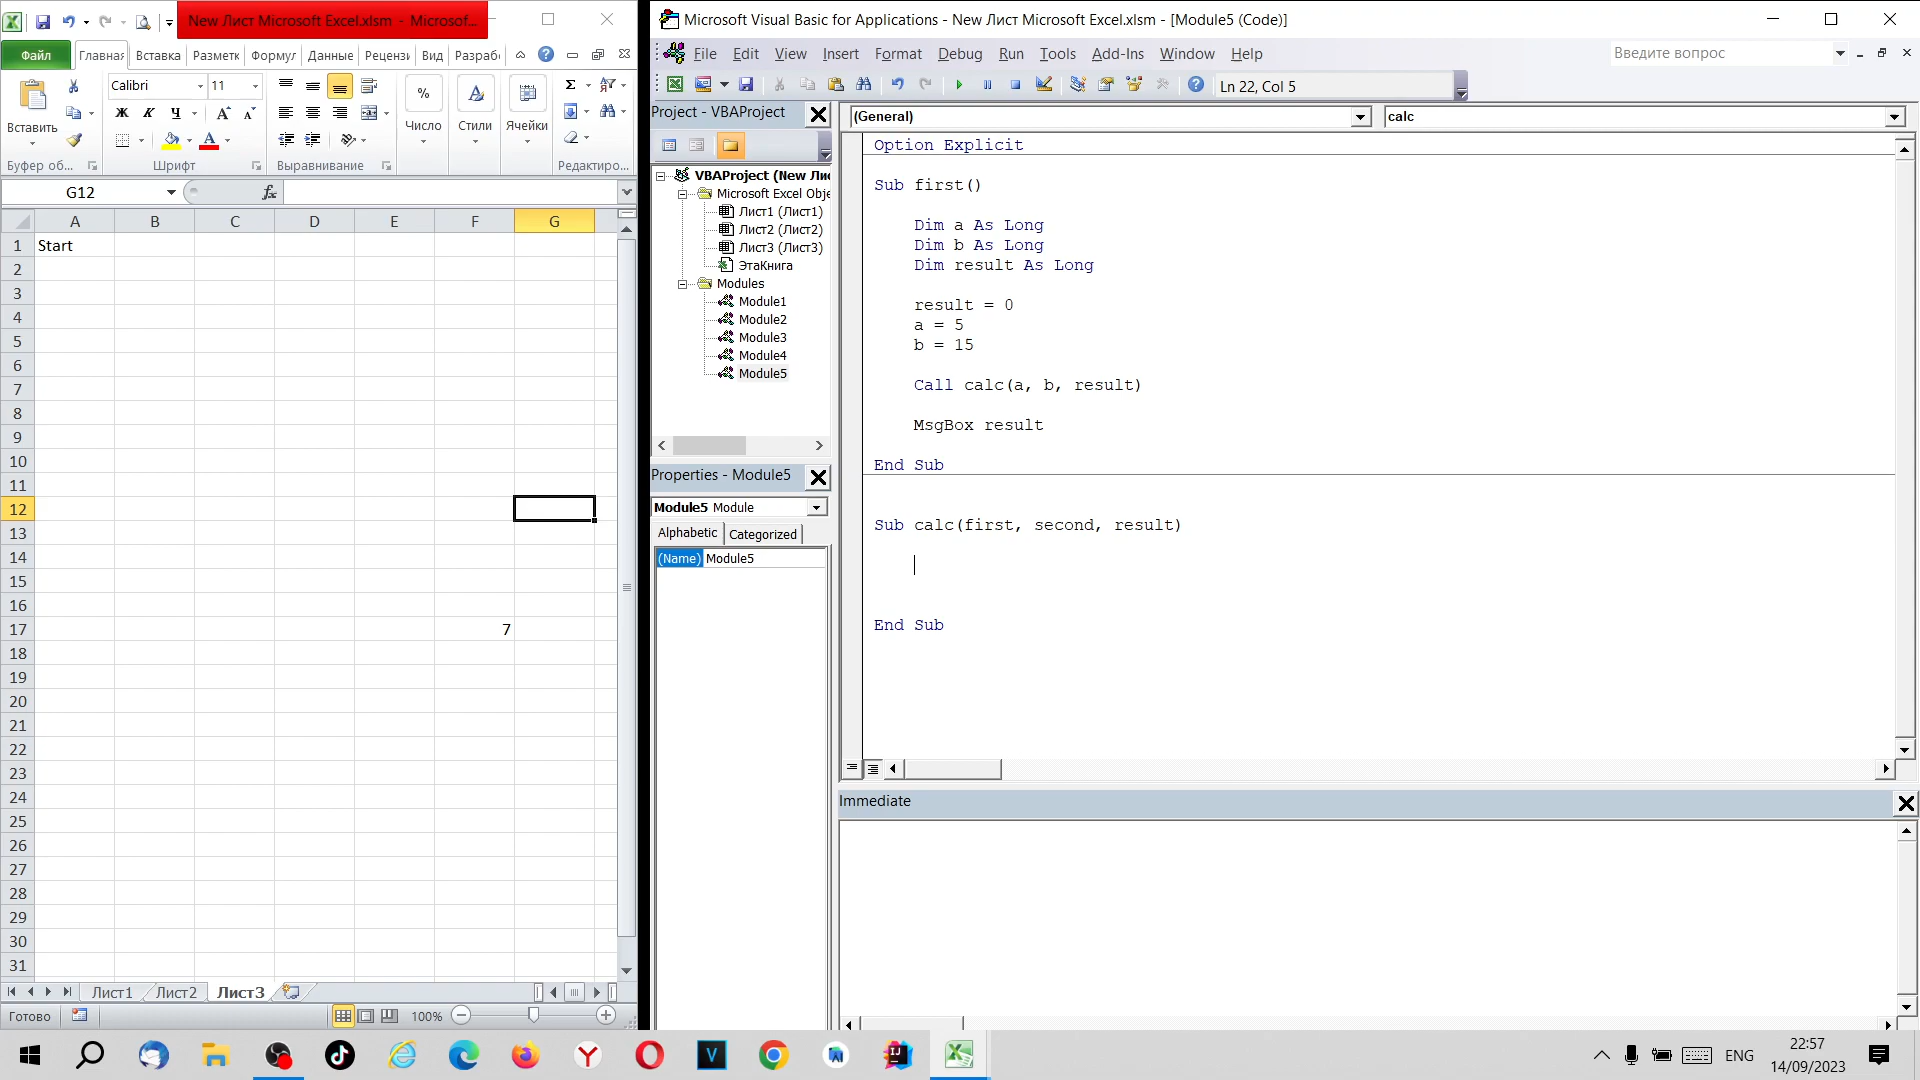 New Лист Microsoft Excel.xlsm - Microsof...
Файл Главная Вставка Разметк Формул Данные Реценз Вид Разраб
Вставить
Calibri 11
Ж К Ч
Число
Стили
Ячейки
Буфер об... Шрифт Выравнивание Редактиро...
G12 fx
A B C D E F G
1 Start
2
3
4
5
6
7
8
9
10
11
12
13
14
15
16
17 7
18
19
20
21
22
23
24
25
26
27
28
29
30
31
Лист1 Лист2 Лист3
Готово 100%
Microsoft Visual Basic for Applications - New Лист Microsoft Excel.xlsm - [Module5 (Code)]
File Edit View Insert Format Debug Run Tools Add-Ins Window Help
Введите вопрос
Ln 22, Col 5
Project - VBAProject
VBAProject (New Ли
Microsoft Excel Obje
Лист1 (Лист1)
Лист2 (Лист2)
Лист3 (Лист3)
ЭтаКнига
Modules
Module1
Module2
Module3
Module4
Module5
Properties - Module5
Module5 Module
Alphabetic Categorized
(Name) Module5
(General) calc
Option Explicit
Sub first()
Dim a As Long
Dim b As Long
Dim result As Long
result = 0
a = 5
b = 15
Call calc(a, b, result)
MsgBox result
End Sub
Sub calc(first, second, result)
End Sub
Immediate
ENG
22:57
14/09/2023